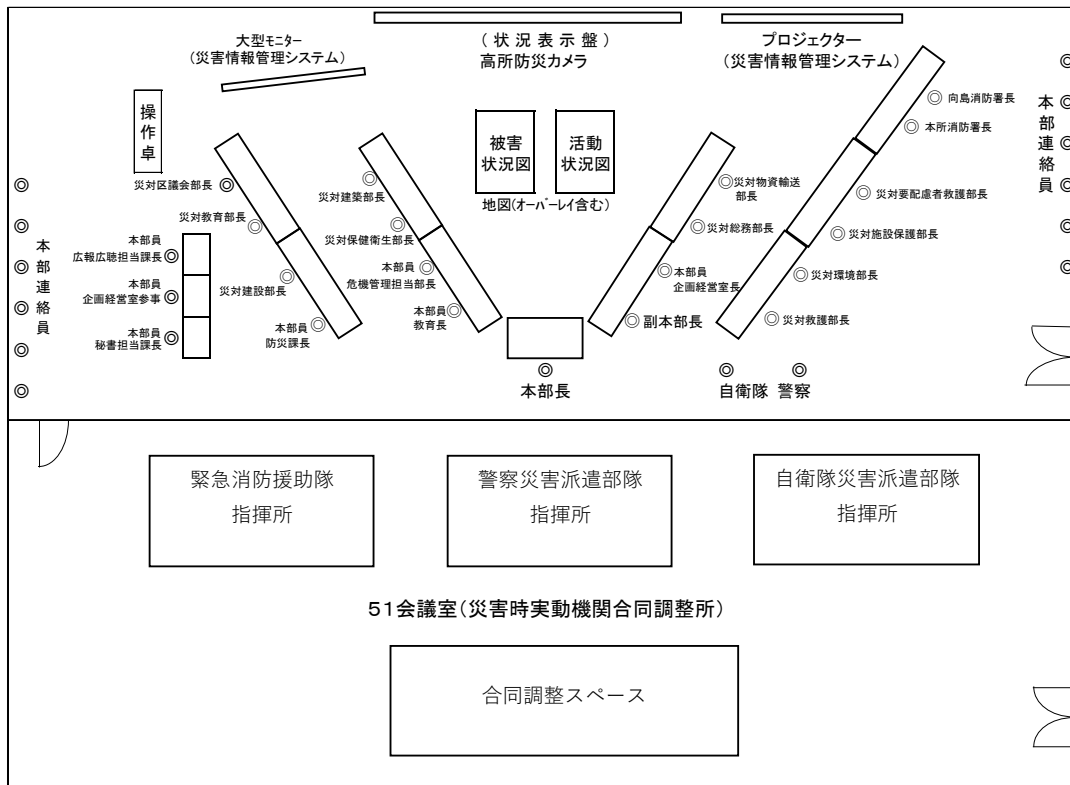 大型モニター
(災害情報管理システム)
(状況表示盤)
高所防災カメラ
プロジェクター
(災害情報管理システム)
操作卓
被害
状況図
活動
状況図
地図(オーバーレイ含む)
向島消防署長
本所消防署長
本部連絡員
災対区議会部長
災対教育部長
災対建設部長
本部員
防災課長
災対建築部長
災対保健衛生部長
本部員
危機管理担当部長
本部員
教育長
災対物資輸送
部長
災対総務部長
本部員
企画経営室長
副本部長
災対要配慮者救護部長
災対施設保護部長
災対環境部長
災対救護部長
本部連絡員
本部員
広報広聴担当課長
本部員
企画経営室参事
本部員
秘書担当課長
本部長
自衛隊 警察
緊急消防援助隊
指揮所
警察災害派遣部隊
指揮所
自衛隊災害派遣部隊
指揮所
51会議室(災害時実動機関合同調整所)
合同調整スペース